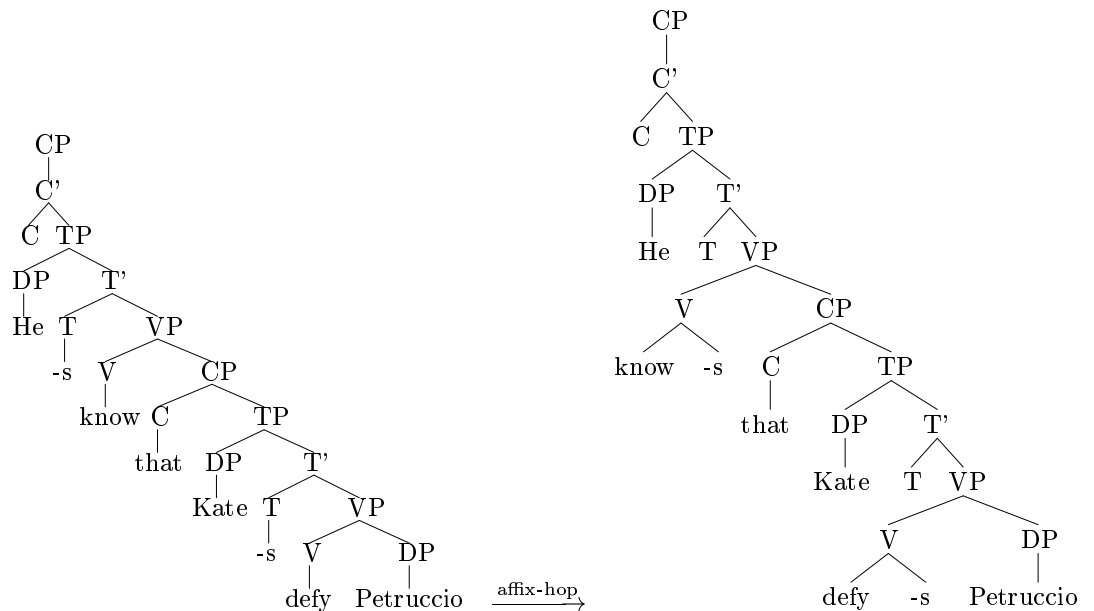 CP
C'
C TP
DP T'
He T VP
-s V CP
know C TP
that DP T'
Kate T VP
-s V DP
defy Petruccio
affix-hop
CP
C'
C TP
DP T'
He T VP
V CP
know -s C TP
that DP T'
Kate T VP
V DP
defy -s Petruccio